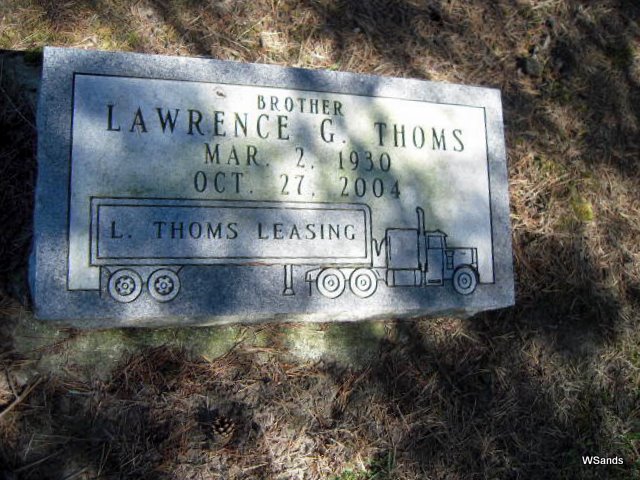 BROTHER
LAWRENCE G. THOMS
MAR. 2, 1930
OCT. 27, 2004
L. THOMS LEASING
WSands